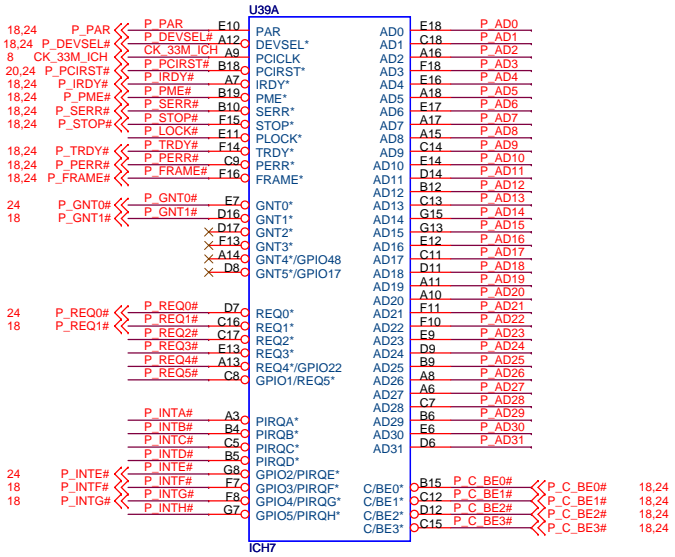 U39A
18,24 P_PAR P_PAR E10 PAR AD0 E18 P_AD0
18,24 P_DEVSEL# P_DEVSEL# A12 DEVSEL* AD1 C18 P_AD1
8 CK_33M_ICH CK_33M_ICH A9 PCICLK AD2 A16 P_AD2
20,24 P_PCIRST# P_PCIRST# B18 PCIRST* AD3 F18 P_AD3
18,24 P_IRDY# P_IRDY# A7 IRDY* AD4 E16 P_AD4
18,24 P_PME# P_PME# B19 PME* AD5 A18 P_AD5
18,24 P_SERR# P_SERR# B10 SERR* AD6 E17 P_AD6
18,24 P_STOP# P_STOP# F15 STOP* AD7 A17 P_AD7
P_LOCK# E11 PLOCK* AD8 A15 P_AD8
18,24 P_TRDY# P_TRDY# F14 TRDY* AD9 C14 P_AD9
18,24 P_PERR# P_PERR# C9 PERR* AD10 E14 P_AD10
18,24 P_FRAME# P_FRAME# F16 FRAME* AD11 D14 P_AD11
AD12 B12 P_AD12
24 P_GNT0# P_GNT0# E7 GNT0* AD13 C13 P_AD13
18 P_GNT1# P_GNT1# D16 GNT1* AD14 G15 P_AD14
D17 GNT2* AD15 G13 P_AD15
F13 GNT3* AD16 E12 P_AD16
A14 GNT4*/GPIO48 AD17 C11 P_AD17
D8 GNT5*/GPIO17 AD18 D11 P_AD18
AD19 A11 P_AD19
AD20 A10 P_AD20
24 P_REQ0# P_REQ0# D7 REQ0* AD21 F11 P_AD21
18 P_REQ1# P_REQ1# C16 REQ1* AD22 F10 P_AD22
P_REQ2# C17 REQ2* AD23 E9 P_AD23
P_REQ3# E13 REQ3* AD24 D9 P_AD24
P_REQ4# A13 REQ4*/GPIO22 AD25 B9 P_AD25
P_REQ5# C8 GPIO1/REQ5* AD26 A8 P_AD26
AD27 A6 P_AD27
AD28 C7 P_AD28
P_INTA# A3 PIRQA* AD29 B6 P_AD29
P_INTB# B4 PIRQB* AD30 E6 P_AD30
P_INTC# C5 PIRQC* AD31 D6 P_AD31
P_INTD# B5 PIRQD*
24 P_INTE# P_INTE# G8 GPIO2/PIRQE*
18 P_INTF# P_INTF# F7 GPIO3/PIRQF* C/BE0* B15 P_C_BE0# P_C_BE0# 18,24
18 P_INTG# P_INTG# F8 GPIO4/PIRQG* C/BE1* C12 P_C_BE1# P_C_BE1# 18,24
P_INTH# G7 GPIO5/PIRQH* C/BE2* D12 P_C_BE2# P_C_BE2# 18,24
C/BE3* C15 P_C_BE3# P_C_BE3# 18,24
ICH7